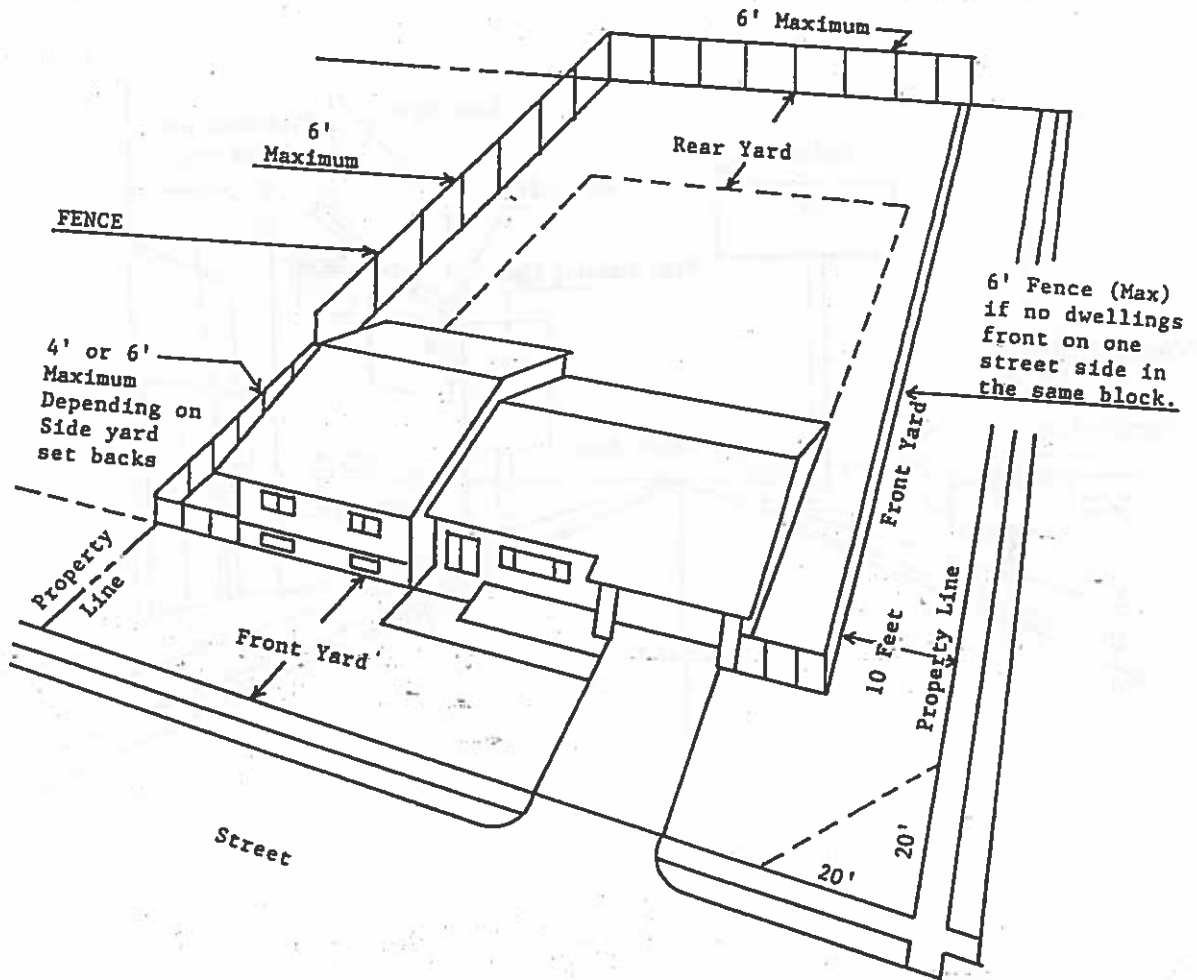 6' Maximum
6'
Maximum
Rear Yard
FENCE
6' Fence (Max)
if no dwellings
front on one
street side in
the same block.
4' or 6'
Maximum
Depending on
Side yard
set backs
Front Yard
Property
Line
Front Yard
10 Feet
Property Line
20'
20'
Street